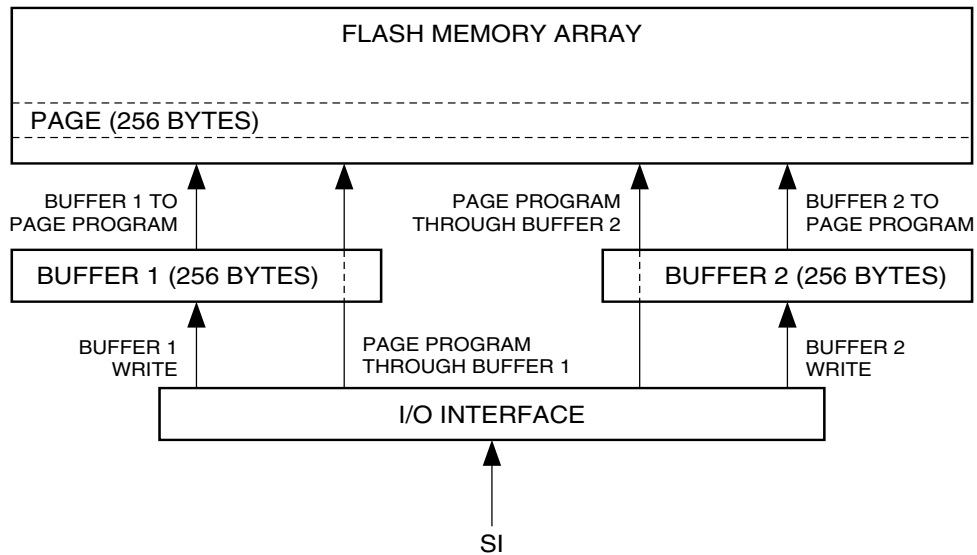 FLASH MEMORY ARRAY
PAGE (256 BYTES)
BUFFER 1 TO
PAGE PROGRAM
PAGE PROGRAM
THROUGH BUFFER 2
BUFFER 2 TO
PAGE PROGRAM
BUFFER 1 (256 BYTES)
BUFFER 2 (256 BYTES)
BUFFER 1
WRITE
PAGE PROGRAM
THROUGH BUFFER 1
BUFFER 2
WRITE
I/O INTERFACE
SI